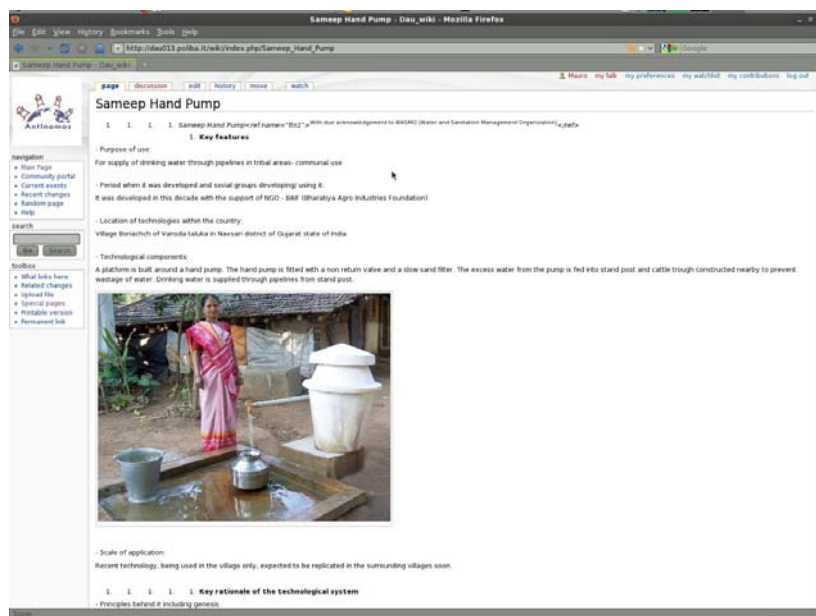 Sameep Hand Pump - Dau_wiki - Mozilla Firefox
File Edit View History Bookmarks Tools Help
http://dau013.poliba.it/wiki/index.php/Sameep_Hand_Pump
Google
Sameep Hand Pump - Dau_wiki
Mauro my talk my preferences my watchlist my contributions log out
page discussion edit history move watch
Antinomos
Sameep Hand Pump
1. 1. 1. 1. Sameep Hand Pump<ref name="ftn1">With due acknowledgement to WASMO (Water and Sanitation Management Organization)</ref>
1. Key features
- Purpose of use:
For supply of drinking water through pipelines in tribal areas- communal use
- Period when it was developed and social groups developing/ using it:
It was developed in this decade with the support of NGO - BAIF (Bharatiya Agro Industries Foundation)
- Location of technologies within the country:
Village Boriachch of Vansda taluka in Navsari district of Gujarat state of India
- Technological components:
A platform is built around a hand pump. The hand pump is fitted with a non return valve and a slow sand filter. The excess water from the pump is fed into stand post and cattle trough constructed nearby to prevent
wastage of water. Drinking water is supplied through pipelines from stand post.
navigation
Main Page
Community portal
Current events
Recent changes
Random page
Help
search
Go Search
toolbox
What links here
Related changes
Upload file
Special pages
Printable version
Permanent link
- Scale of application:
Recent technology, being used in the village only, expected to be replicated in the surrounding villages soon.
1. 1. 1. 1. 1. Key rationale of the technological system
- Principles behind it including genesis:
Done